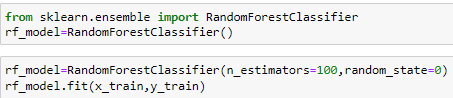 from sklearn.ensemble import RandomForestClassifier
rf_model=RandomForestClassifier()
rf_model=RandomForestClassifier(n_estimators=100,random_state=0)
rf_model.fit(x_train,y_train)